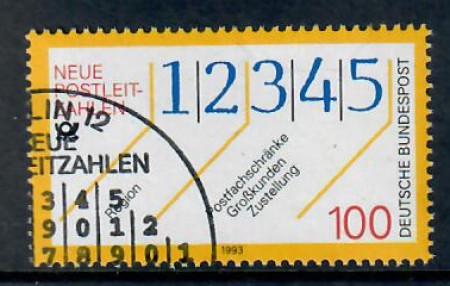 NEUE
POSTLEIT-
ZAHLEN
1|2|3|4|5
Region
Postfachschränke
Großkunden
Zustellung
100
DEUTSCHE BUNDESPOST
1993
LIN 12
EUE
EITZAHLEN
3 4 5
9 0 1 2
7 8 9 0 1